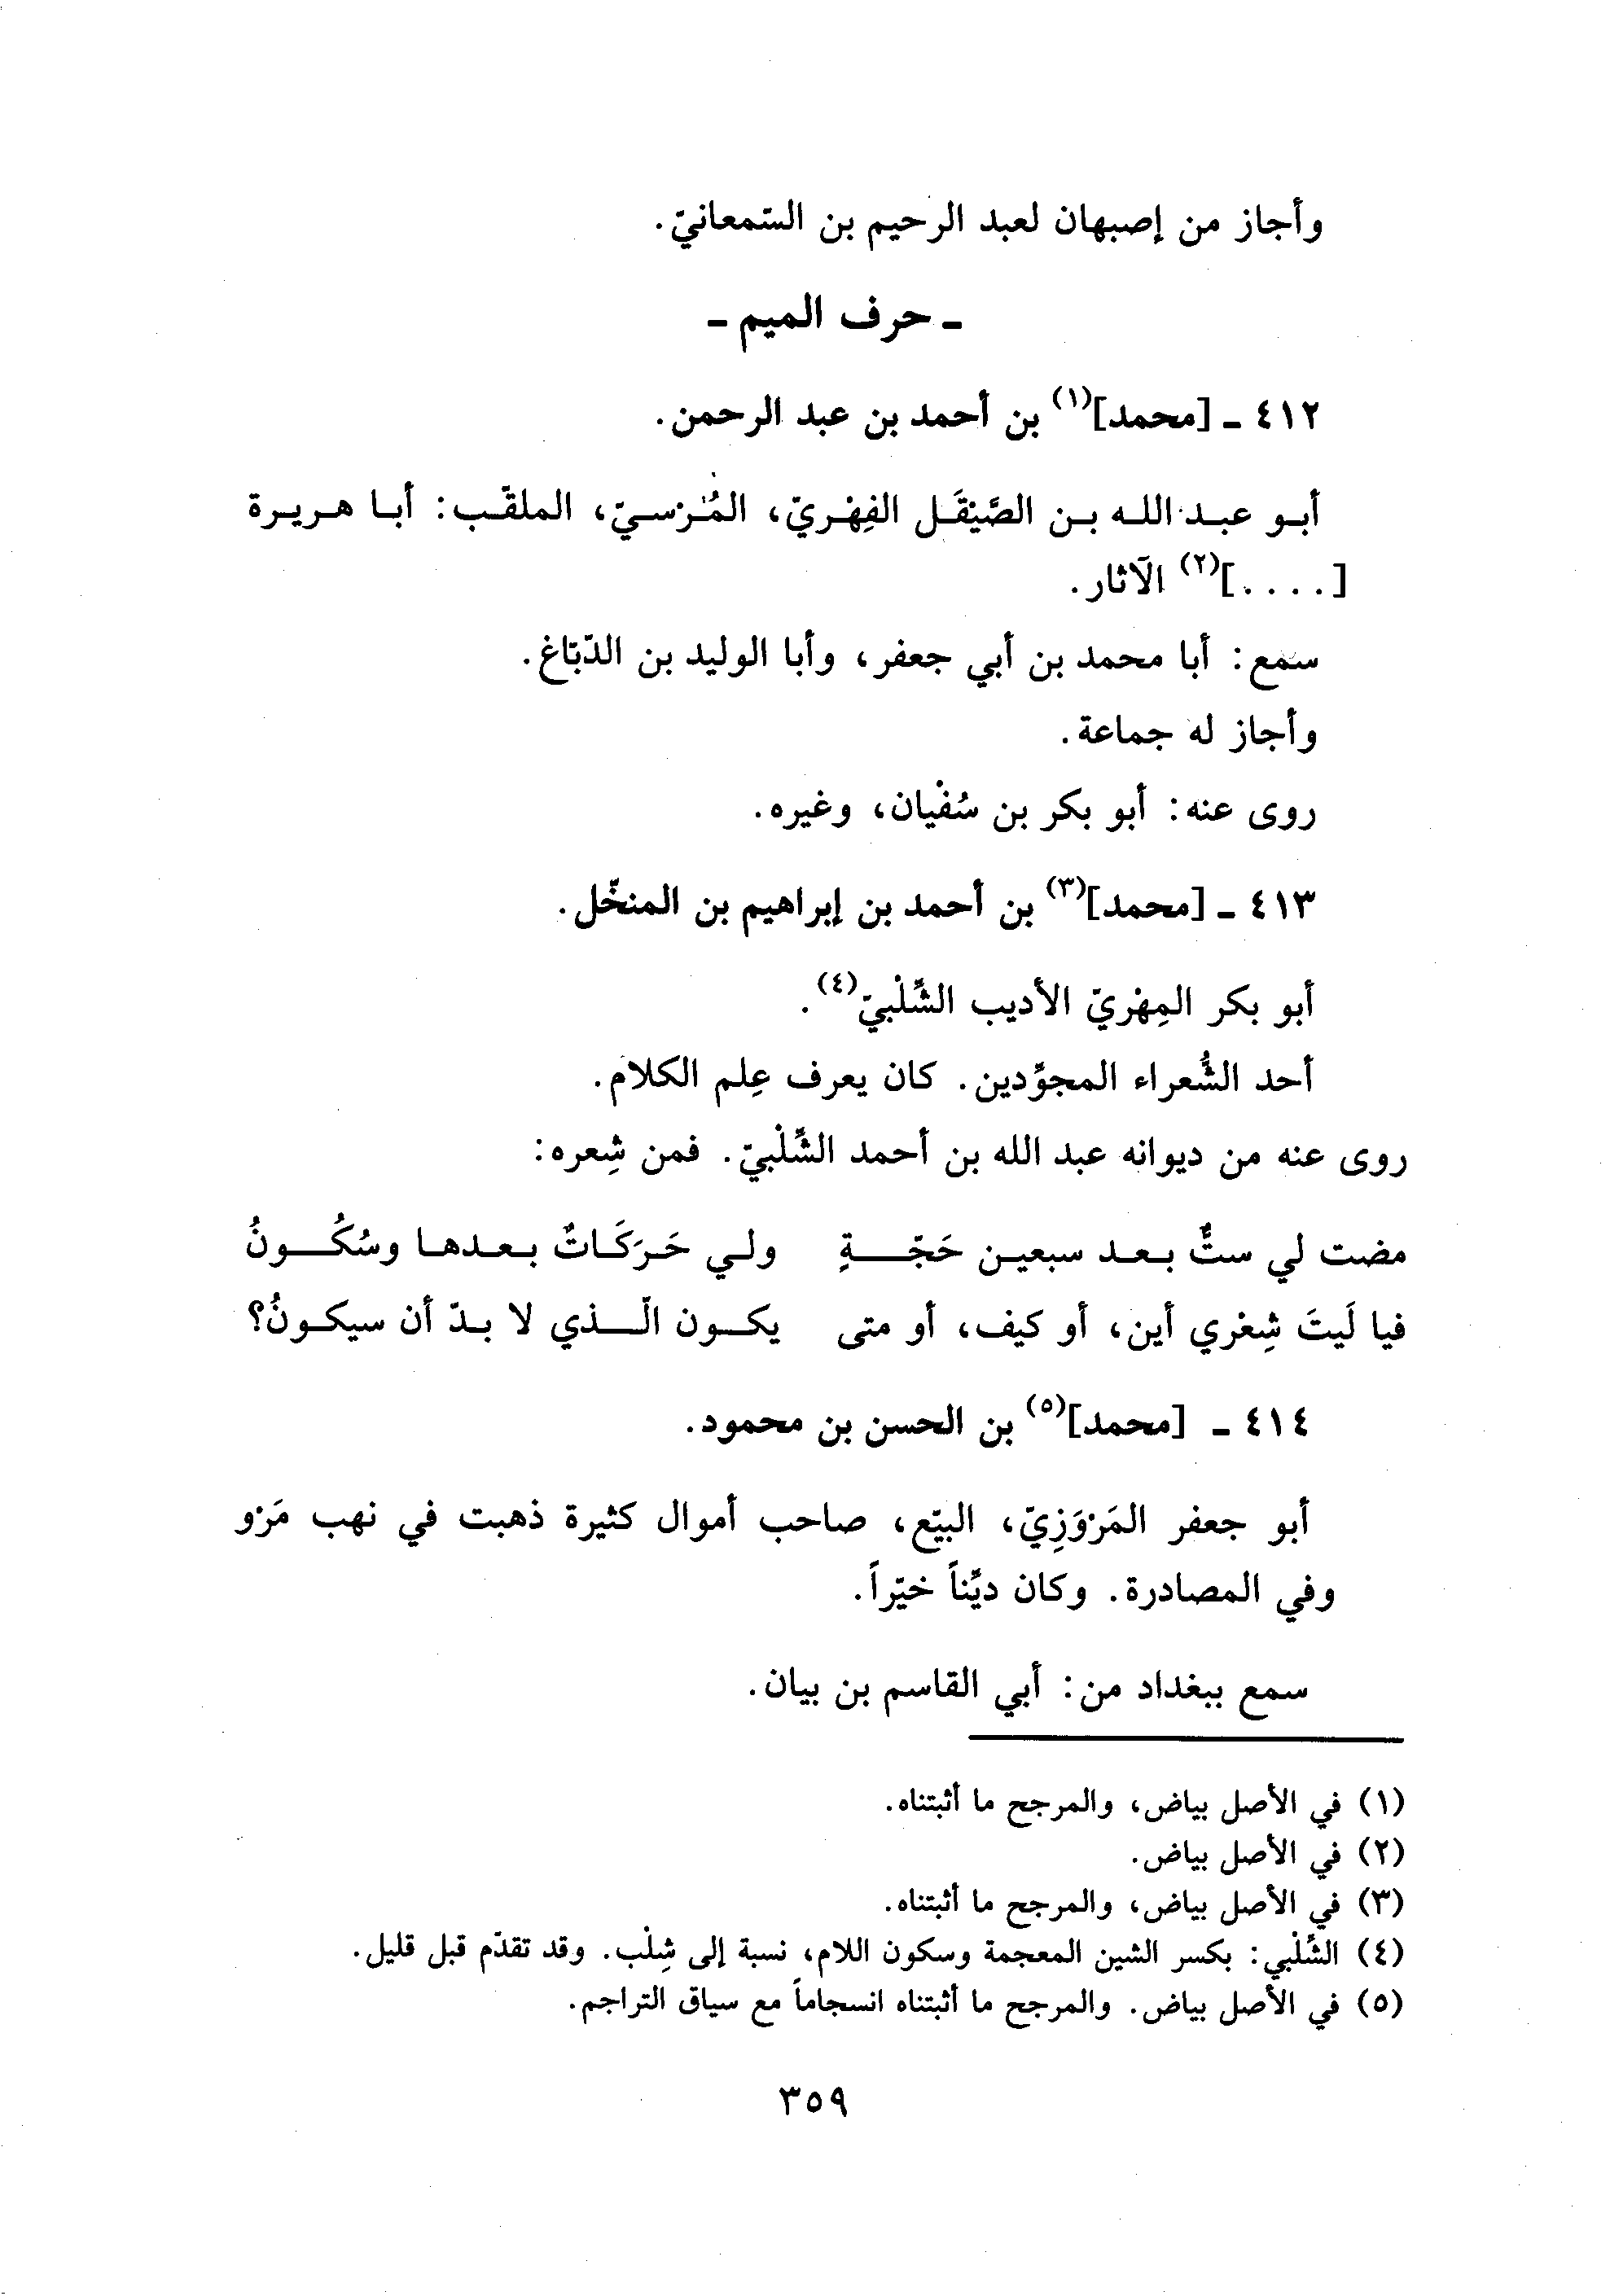 وأجاز من إصبهان لعبد الرحيم بن السّمعانيّ.
ـ حرف الميم ـ
٤١٢ ـ [محمد](١) بن أحمد بن عبد الرحمن.
أبو عبد الله بن الصَّيْقَل الفِهْريّ، المُرْسيّ، الملقّب: أبا هريرة
[....](٢) الآثار.
سمع: أبا محمد بن أبي جعفر، وأبا الوليد بن الدّبّاغ.
وأجاز له جماعة.
روى عنه: أبو بكر بن سُفْيان، وغيره.
٤١٣ ـ [محمد](٣) بن أحمد بن إبراهيم بن المنخّل.
أبو بكر المِهْريّ الأديب الشِّلْبيّ(٤).
أحد الشُّعراء المجوِّدين. كان يعرف عِلم الكلام.
روى عنه من ديوانه عبد الله بن أحمد الشِّلْبيّ. فمن شِعره:
مضت لي ستٌّ بعد سبعين حَجّةٍ ولي حَرَكَاتٌ بعدها وسُكُونُ
فيا لَيتَ شِعْري أين، أو كيف، أو متى يكون الّذي لا بدّ أن سيكونُ؟
٤١٤ ـ [محمد](٥) بن الحسن بن محمود.
أبو جعفر المَرْوَزِيّ، البيّع، صاحب أموال كثيرة ذهبت في نهب مَرْو
وفي المصادرة. وكان ديِّناً خيّراً.
سمع ببغداد من: أبي القاسم بن بيان.
(١) في الأصل بياض، والمرجح ما أثبتناه.
(٢) في الأصل بياض.
(٣) في الأصل بياض، والمرجح ما أثبتناه.
(٤) الشِّلْبي: بكسر الشين المعجمة وسكون اللام، نسبة إلى شِلْب. وقد تقدّم قبل قليل.
(٥) في الأصل بياض. والمرجح ما أثبتناه انسجاماً مع سياق التراجم.
٣٥٩